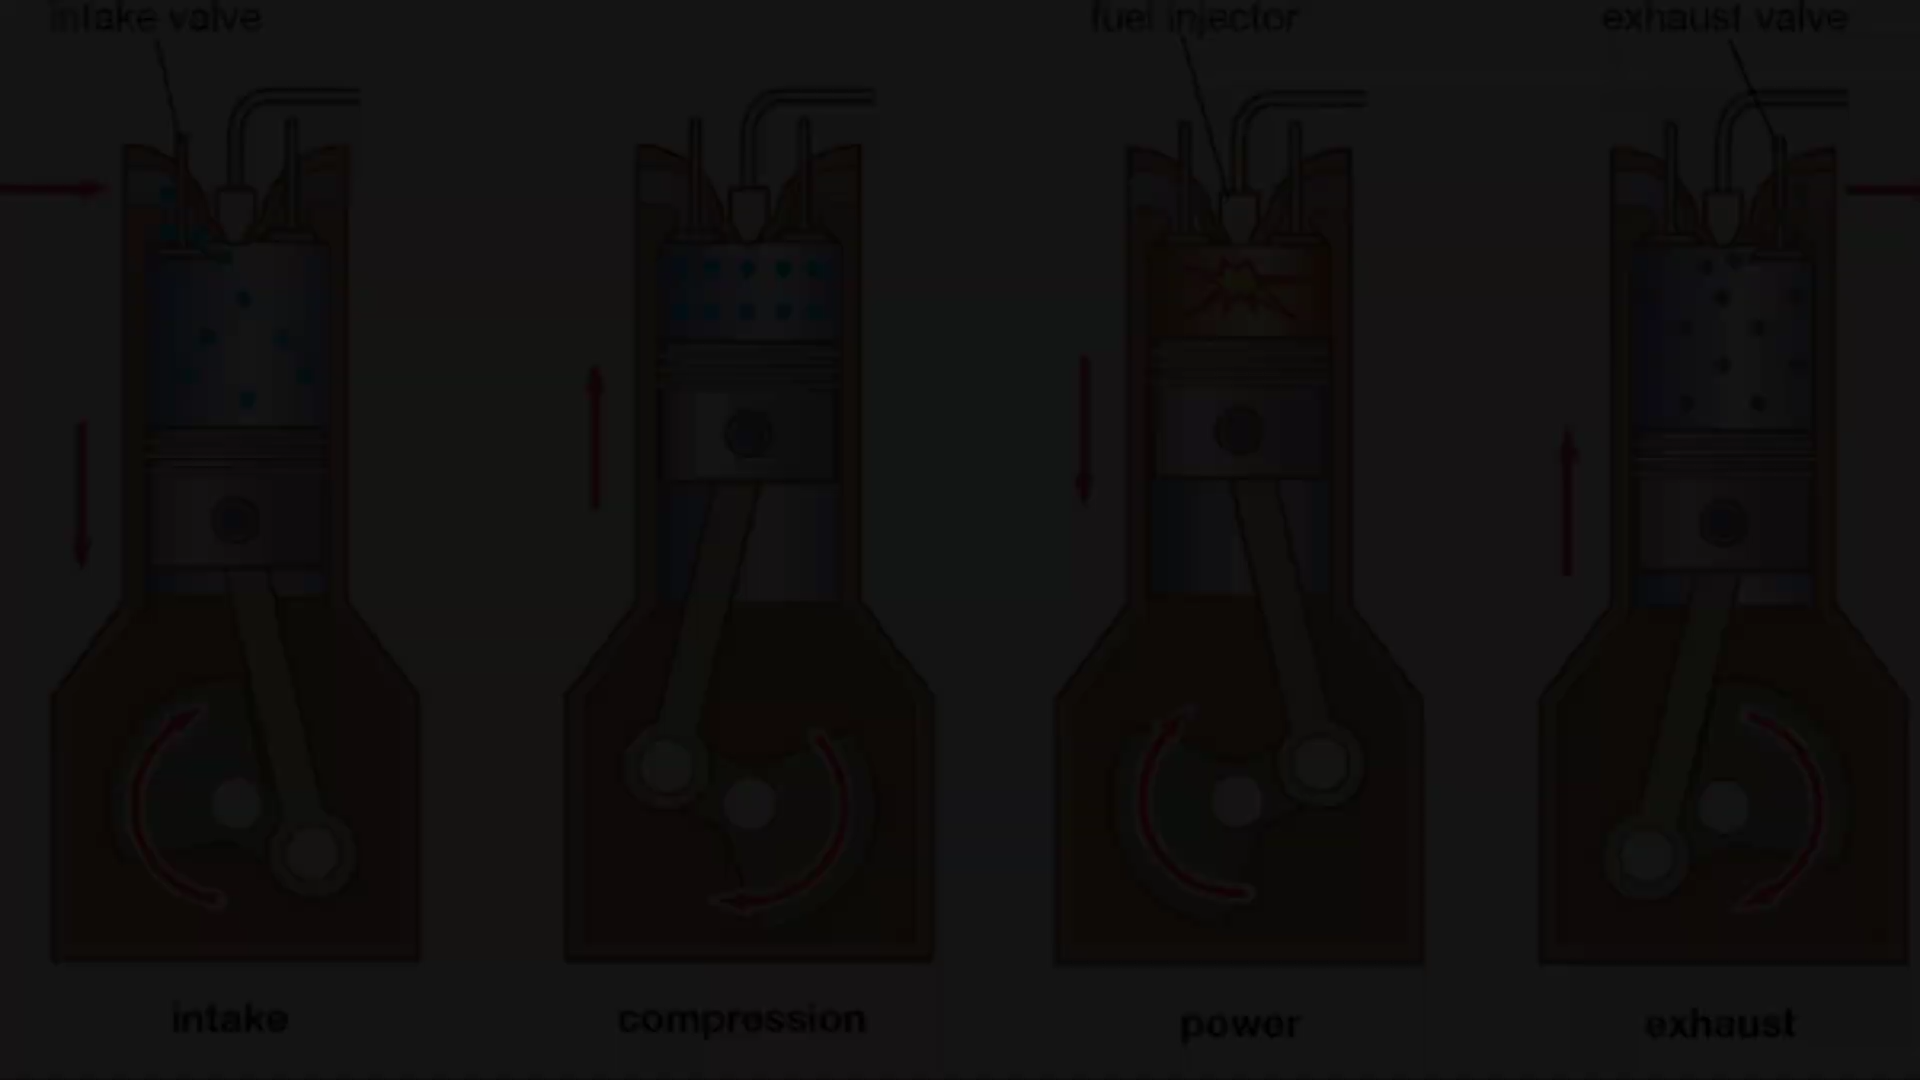 intake valve
fuel injector
exhaust valve
intake
compression
power
exhaust